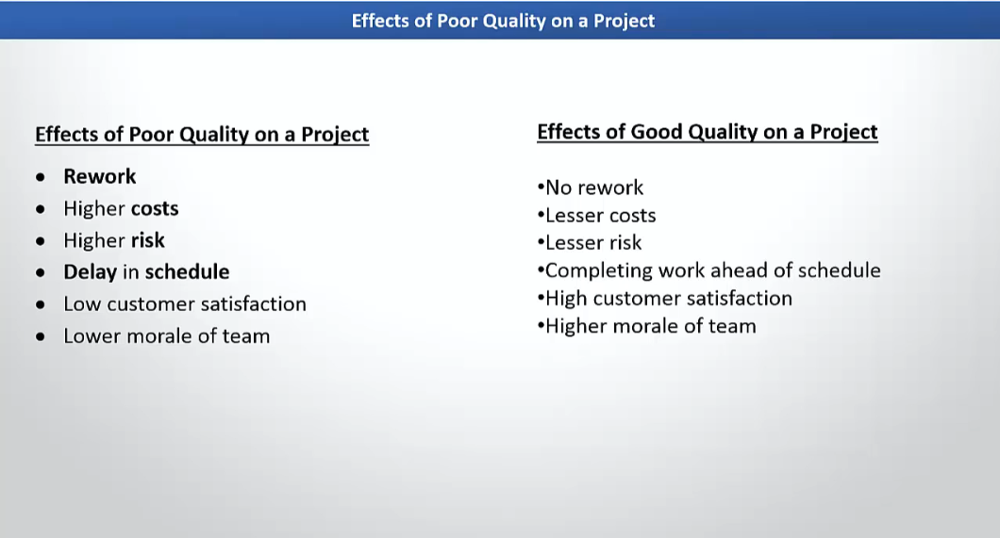 Effects of Poor Quality on a Project
Effects of Poor Quality on a Project
● Rework
● Higher costs
● Higher risk
● Delay in schedule
● Low customer satisfaction
● Lower morale of team
Effects of Good Quality on a Project
•No rework
•Lesser costs
•Lesser risk
•Completing work ahead of schedule
•High customer satisfaction
•Higher morale of team